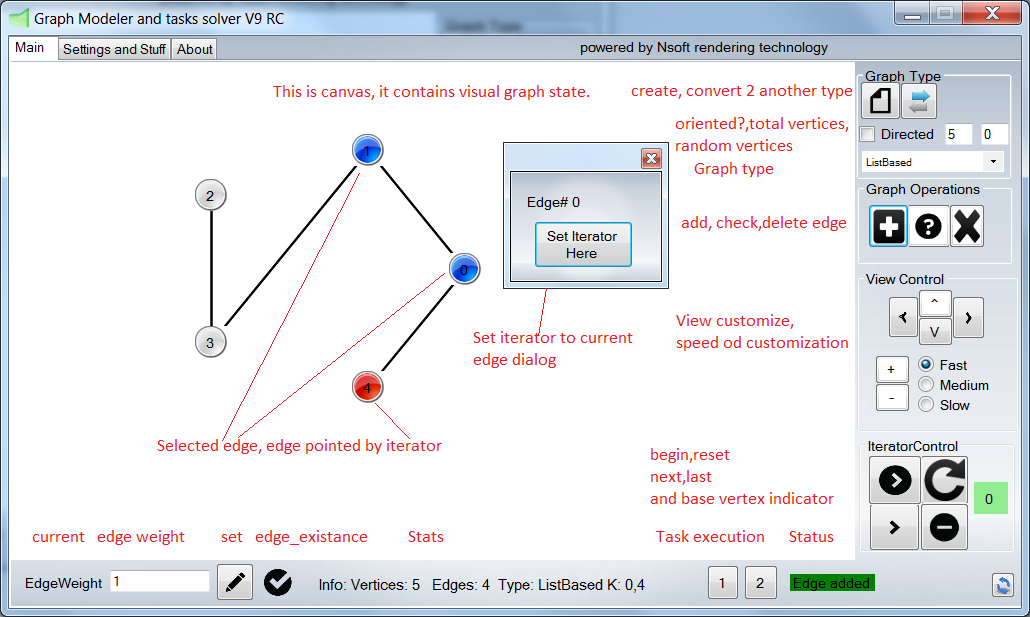 Graph Modeler and tasks solver V9 RC
Main
Settings and Stuff
About
powered by Nsoft rendering technology
This is canvas, it contains visual graph state.
create, convert 2 another type
oriented?,total vertices,
random vertices
Graph type
Graph Type
Directed
5
0
ListBased
1
2
0
3
4
Edge# 0
Set Iterator
Here
Set iterator to current
edge dialog
add, check,delete edge
Graph Operations
View customize,
speed od customization
View Control
<
^
V
>
+
-
Fast
Medium
Slow
Selected edge, edge pointed by iterator
begin,reset
next,last
and base vertex indicator
IteratorControl
0
current edge weight
set edge_existance
Stats
Task execution
Status
EdgeWeight
1
Info: Vertices: 5 Edges: 4 Type: ListBased K: 0,4
1
2
Edge added.